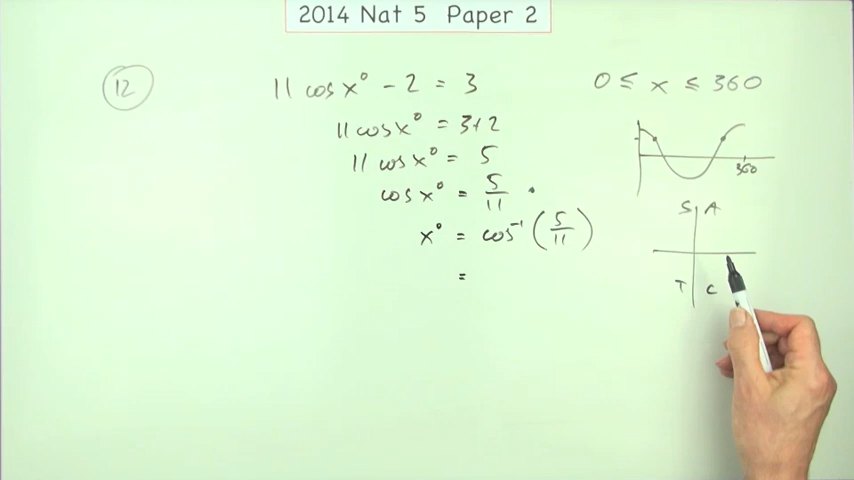 2014 Nat 5 Paper 2
12
11 cos x° - 2 = 3
0 ≤ x ≤ 360
11 cos x° = 3+2
11 cos x° = 5
cos x° = 5/11
x° = cos⁻¹ (5/11)
=
360
S A
T C